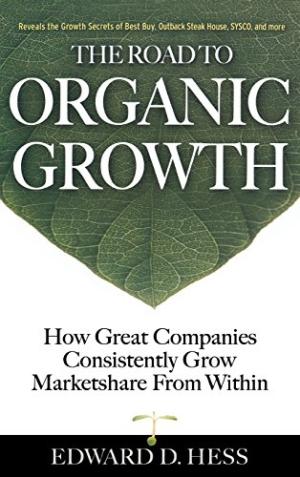 Reveals the Growth Secrets of Best Buy, Outback Steak House, SYSCO, and more
THE ROAD TO
ORGANIC
GROWTH
How Great Companies
Consistently Grow
Marketshare From Within
EDWARD D. HESS